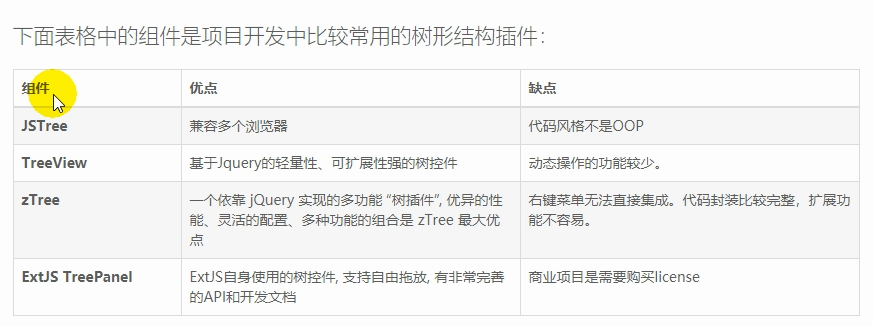 下面表格中的组件是项目开发中比较常用的树形结构插件：
组件 优点 缺点
JSTree 兼容多个浏览器 代码风格不是OOP
TreeView 基于Jquery的轻量性、可扩展性强的树控件 动态操作的功能较少。
zTree 一个依靠 jQuery 实现的多功能 “树插件”, 优异的性 右键菜单无法直接集成。代码封装比较完整，扩展功
能、灵活的配置、多种功能的组合是 zTree 最大优 能不容易。
点
ExtJS TreePanel ExtJS自身使用的树控件, 支持自由拖放, 有非常完善 商业项目是需要购买license
的API和开发文档